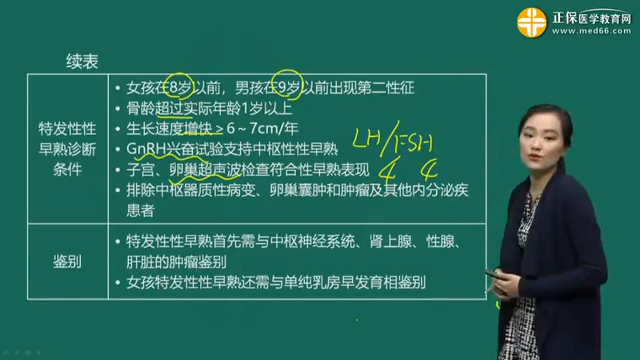 正保医学教育网
www.med66.com
续表
特发性性
早熟诊断
条件
• 女孩在8岁以前，男孩在9岁以前出现第二性征
• 骨龄超过实际年龄1岁以上
• 生长速度增快≥6～7cm/年
• GnRH兴奋试验支持中枢性性早熟
• 子宫、卵巢超声波检查符合性早熟表现
• 排除中枢器质性病变、卵巢囊肿和肿瘤及其他内分泌疾
患者
LH/FSH
鉴别
• 特发性性早熟首先需与中枢神经系统、肾上腺、性腺、
肝脏的肿瘤鉴别
• 女孩特发性性早熟还需与单纯乳房早发育相鉴别